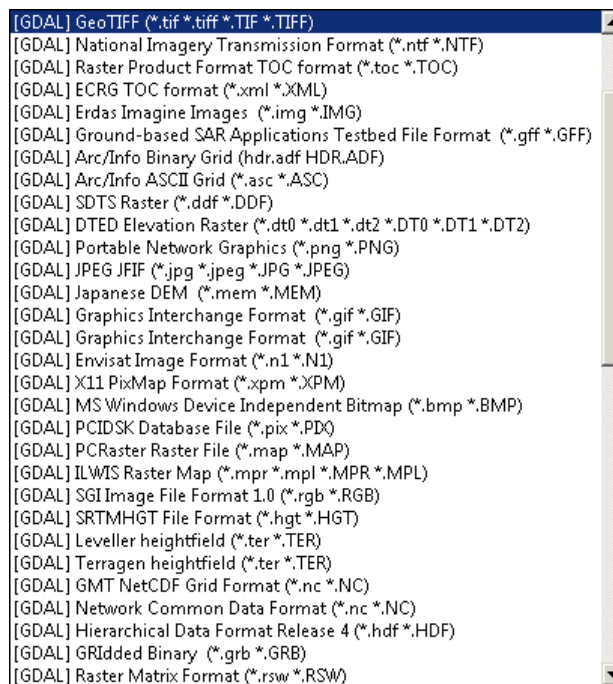 [GDAL] GeoTIFF (*.tif *.tiff *.TIF *.TIFF)
[GDAL] National Imagery Transmission Format (*.ntf *.NTF)
[GDAL] Raster Product Format TOC format (*.toc *.TOC)
[GDAL] ECRG TOC format (*.xml *.XML)
[GDAL] Erdas Imagine Images  (*.img *.IMG)
[GDAL] Ground-based SAR Applications Testbed File Format  (*.gff *.GFF)
[GDAL] Arc/Info Binary Grid (hdr.adf HDR.ADF)
[GDAL] Arc/Info ASCII Grid (*.asc *.ASC)
[GDAL] SDTS Raster (*.ddf *.DDF)
[GDAL] DTED Elevation Raster (*.dt0 *.dt1 *.dt2 *.DT0 *.DT1 *.DT2)
[GDAL] Portable Network Graphics (*.png *.PNG)
[GDAL] JPEG JFIF (*.jpg *.jpeg *.JPG *.JPEG)
[GDAL] Japanese DEM  (*.mem *.MEM)
[GDAL] Graphics Interchange Format  (*.gif *.GIF)
[GDAL] Graphics Interchange Format  (*.gif *.GIF)
[GDAL] Envisat Image Format (*.n1 *.N1)
[GDAL] X11 PixMap Format (*.xpm *.XPM)
[GDAL] MS Windows Device Independent Bitmap (*.bmp *.BMP)
[GDAL] PCIDSK Database File (*.pix *.PIX)
[GDAL] PCRaster Raster File (*.map *.MAP)
[GDAL] ILWIS Raster Map (*.mpr *.mpl *.MPR *.MPL)
[GDAL] SGI Image File Format 1.0 (*.rgb *.RGB)
[GDAL] SRTMHGT File Format (*.hgt *.HGT)
[GDAL] Leveller heightfield (*.ter *.TER)
[GDAL] Terragen heightfield (*.ter *.TER)
[GDAL] GMT NetCDF Grid Format (*.nc *.NC)
[GDAL] Network Common Data Format (*.nc *.NC)
[GDAL] Hierarchical Data Format Release 4 (*.hdf *.HDF)
[GDAL] GRIdded Binary  (*.grb *.GRB)
[GDAL] Raster Matrix Format (*.rsw *.RSW)